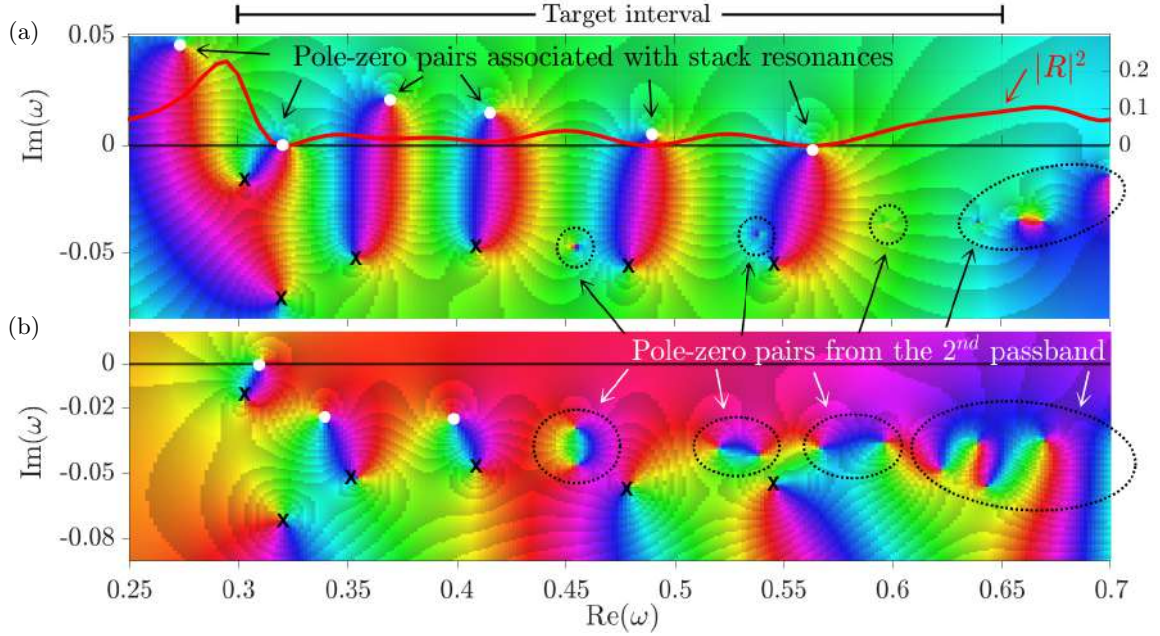 Target interval
(a)
0.05
0
-0.05
Im(ω)
Pole-zero pairs associated with stack resonances
|R|²
0.2
0.1
0
(b)
0
-0.02
-0.05
-0.08
Im(ω)
Pole-zero pairs from the 2ⁿᵈ passband
0.25 0.3 0.35 0.4 0.45 0.5 0.55 0.6 0.65 0.7
Re(ω)